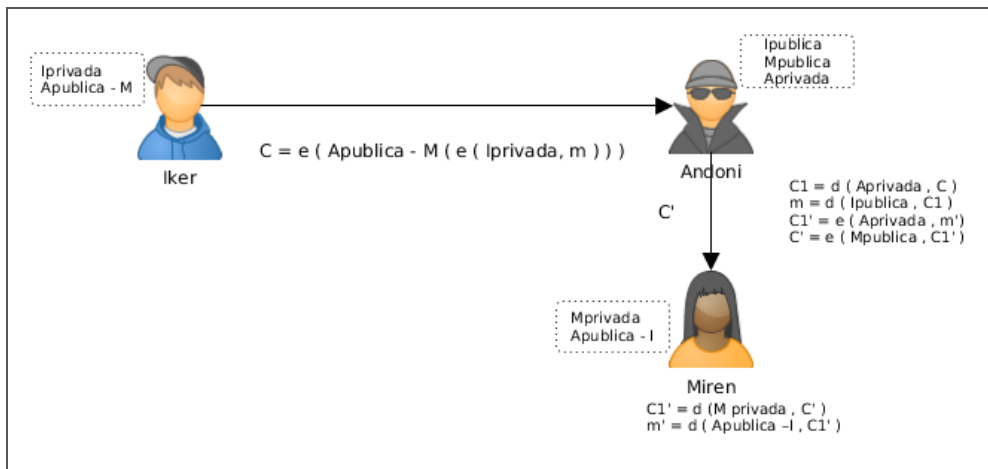 Iprivada
Apublica - M
Ipublica
Mpublica
Aprivada
C = e ( Apublica - M ( e ( Iprivada, m ) ) )
Iker
Andoni
C'
C1 = d ( Aprivada , C )
m = d ( Ipublica , C1 )
C1' = e ( Aprivada , m')
C' = e ( Mpublica , C1' )
Mprivada
Apublica - I
Miren
C1' = d (M privada , C' )
m' = d ( Apublica –I , C1' )